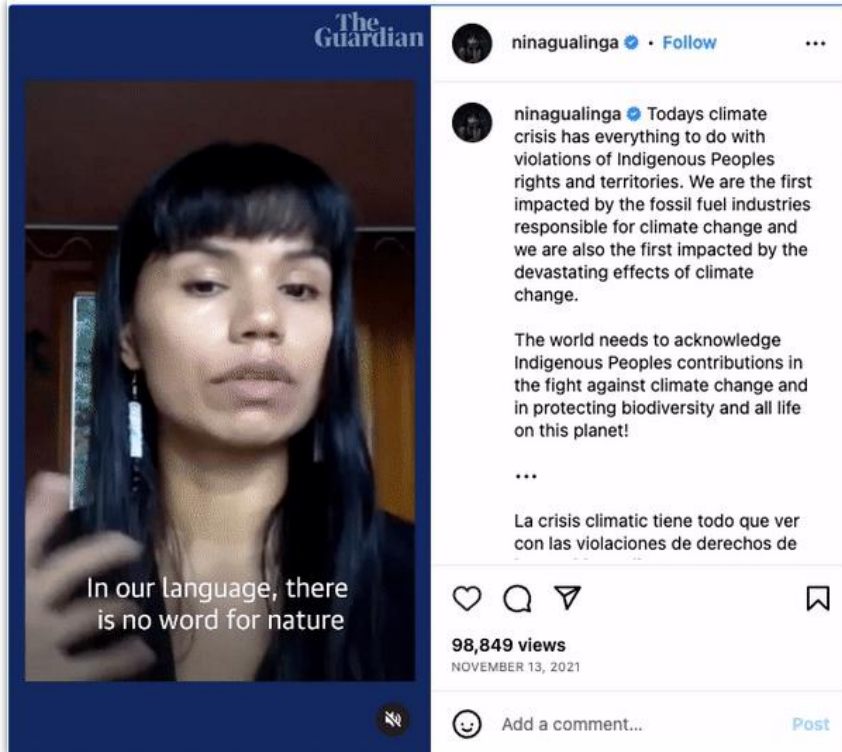 The
Guardian
In our language, there
is no word for nature
ninagualinga • Follow
ninagualinga Todays climate
crisis has everything to do with
violations of Indigenous Peoples
rights and territories. We are the first
impacted by the fossil fuel industries
responsible for climate change and
we are also the first impacted by the
devastating effects of climate
change.
The world needs to acknowledge
Indigenous Peoples contributions in
the fight against climate change and
in protecting biodiversity and all life
on this planet!
...
La crisis climatic tiene todo que ver
con las violaciones de derechos de
98,849 views
NOVEMBER 13, 2021
Add a comment...
Post